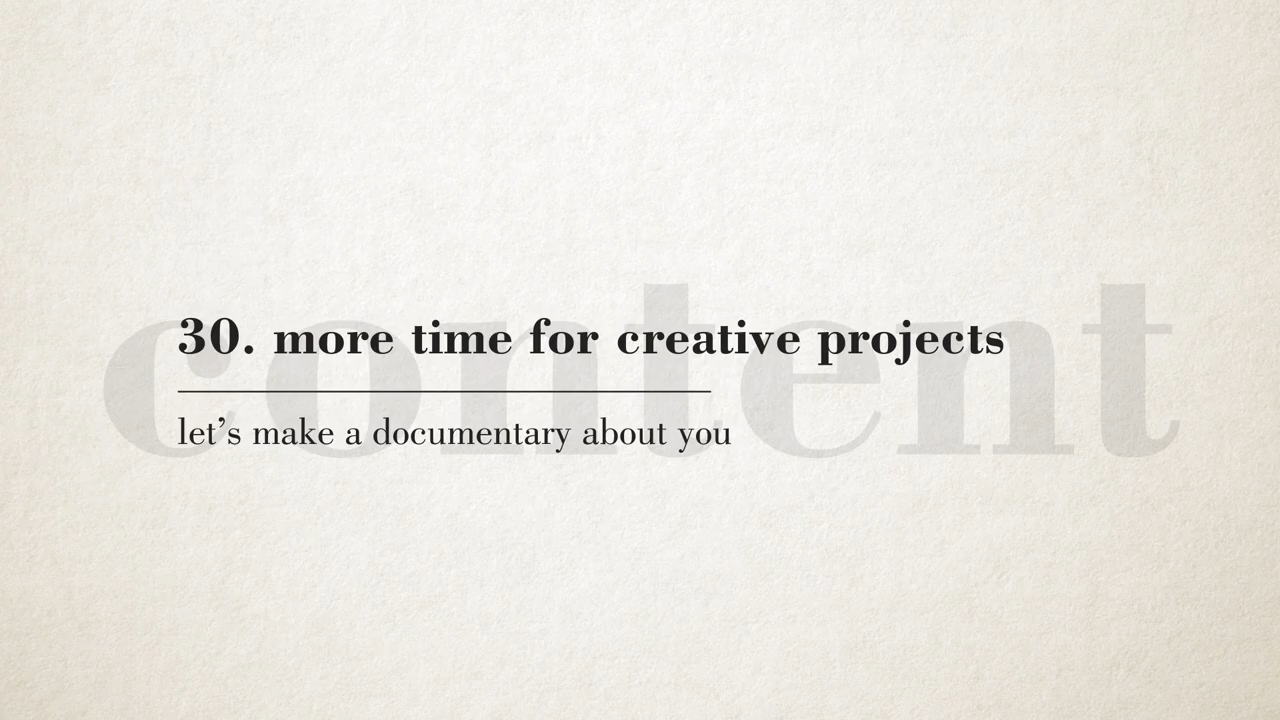 content
30. more time for creative projects
let’s make a documentary about you